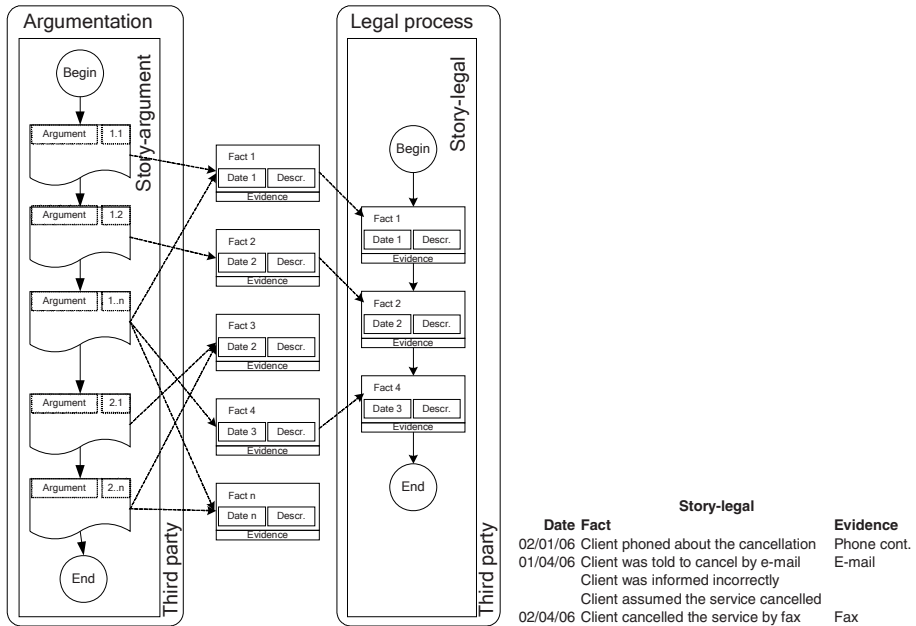 Argumentation
Story-argument
Third party
Begin
Argument 1.1
Argument 1.2
Argument 1..n
Argument 2.1
Argument 2..n
End
Fact 1
Date 1 Descr.
Evidence
Fact 2
Date 2 Descr.
Evidence
Fact 3
Date 2 Descr.
Evidence
Fact 4
Date 3 Descr.
Evidence
Fact n
Date n Descr.
Evidence
Legal process
Story-legal
Third party
Begin
Fact 1
Date 1 Descr.
Evidence
Fact 2
Date 2 Descr.
Evidence
Fact 4
Date 3 Descr.
Evidence
End
Story-legal
Date Fact Evidence
02/01/06 Client phoned about the cancellation Phone cont.
01/04/06 Client was told to cancel by e-mail E-mail
Client was informed incorrectly
Client assumed the service cancelled
02/04/06 Client cancelled the service by fax Fax